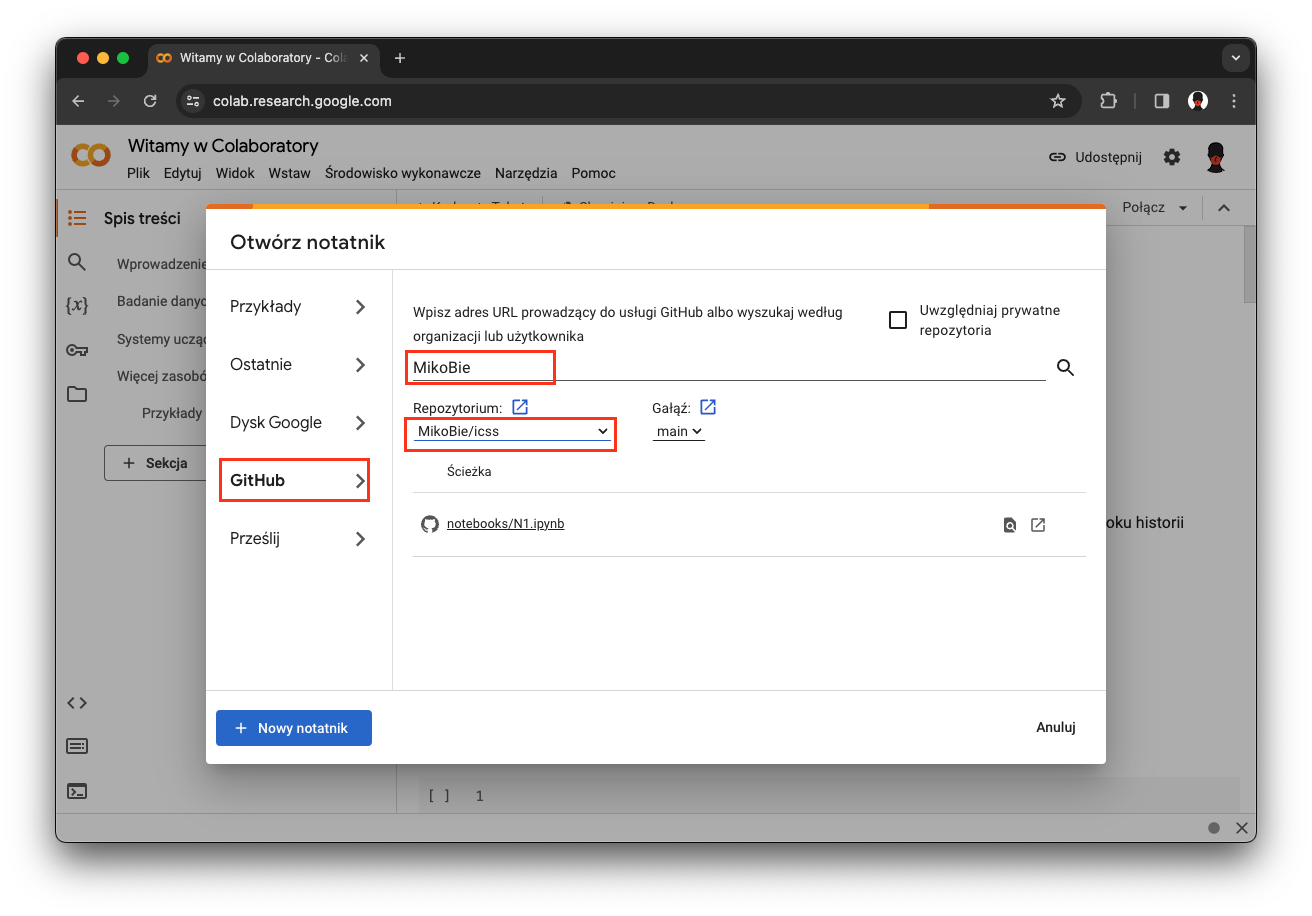 Witamy w Colaboratory - Cola
colab.research.google.com
Witamy w Colaboratory
Plik Edytuj Widok Wstaw Środowisko wykonawcze Narzędzia Pomoc
Udostępnij
Spis treści
Połącz
Otwórz notatnik
Wprowadzenie
Badanie danyc
Systemy ucząc
Więcej zasobó
Przykłady
+ Sekcja
Przykłady
Ostatnie
Dysk Google
GitHub
Prześlij
Wpisz adres URL prowadzący do usługi GitHub albo wyszukaj według
organizacji lub użytkownika
Uwzględniaj prywatne
repozytoria
MikoBie
Repozytorium:
Gałąź:
MikoBie/icss
main
Ścieżka
notebooks/N1.ipynb
oku historii
+ Nowy notatnik
Anuluj
[ ] 1